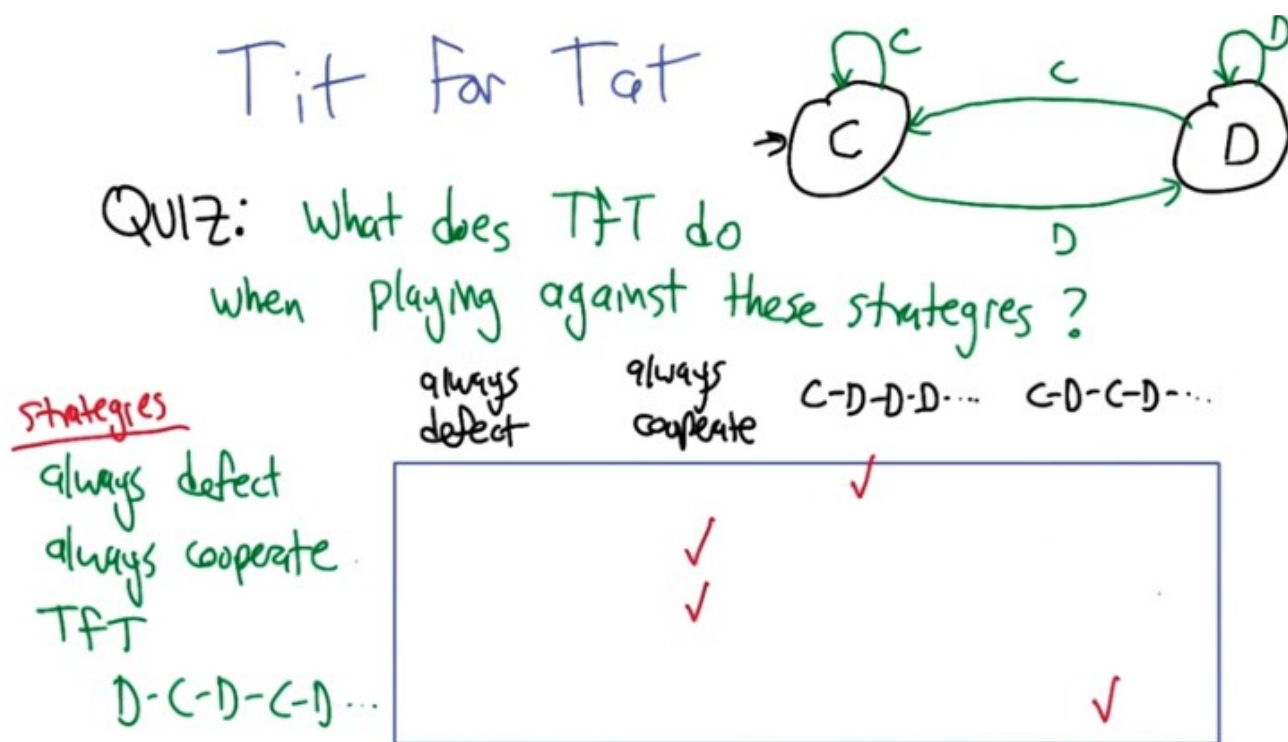 Tit for Tat
C
D
C
C
D
D
QUIZ: What does TfT do
when playing against these strategies ?
always defect
always cooperate
C-D-D-D....
C-D-C-D-....
strategies
always defect
always cooperate
TfT
D-C-D-C-D...